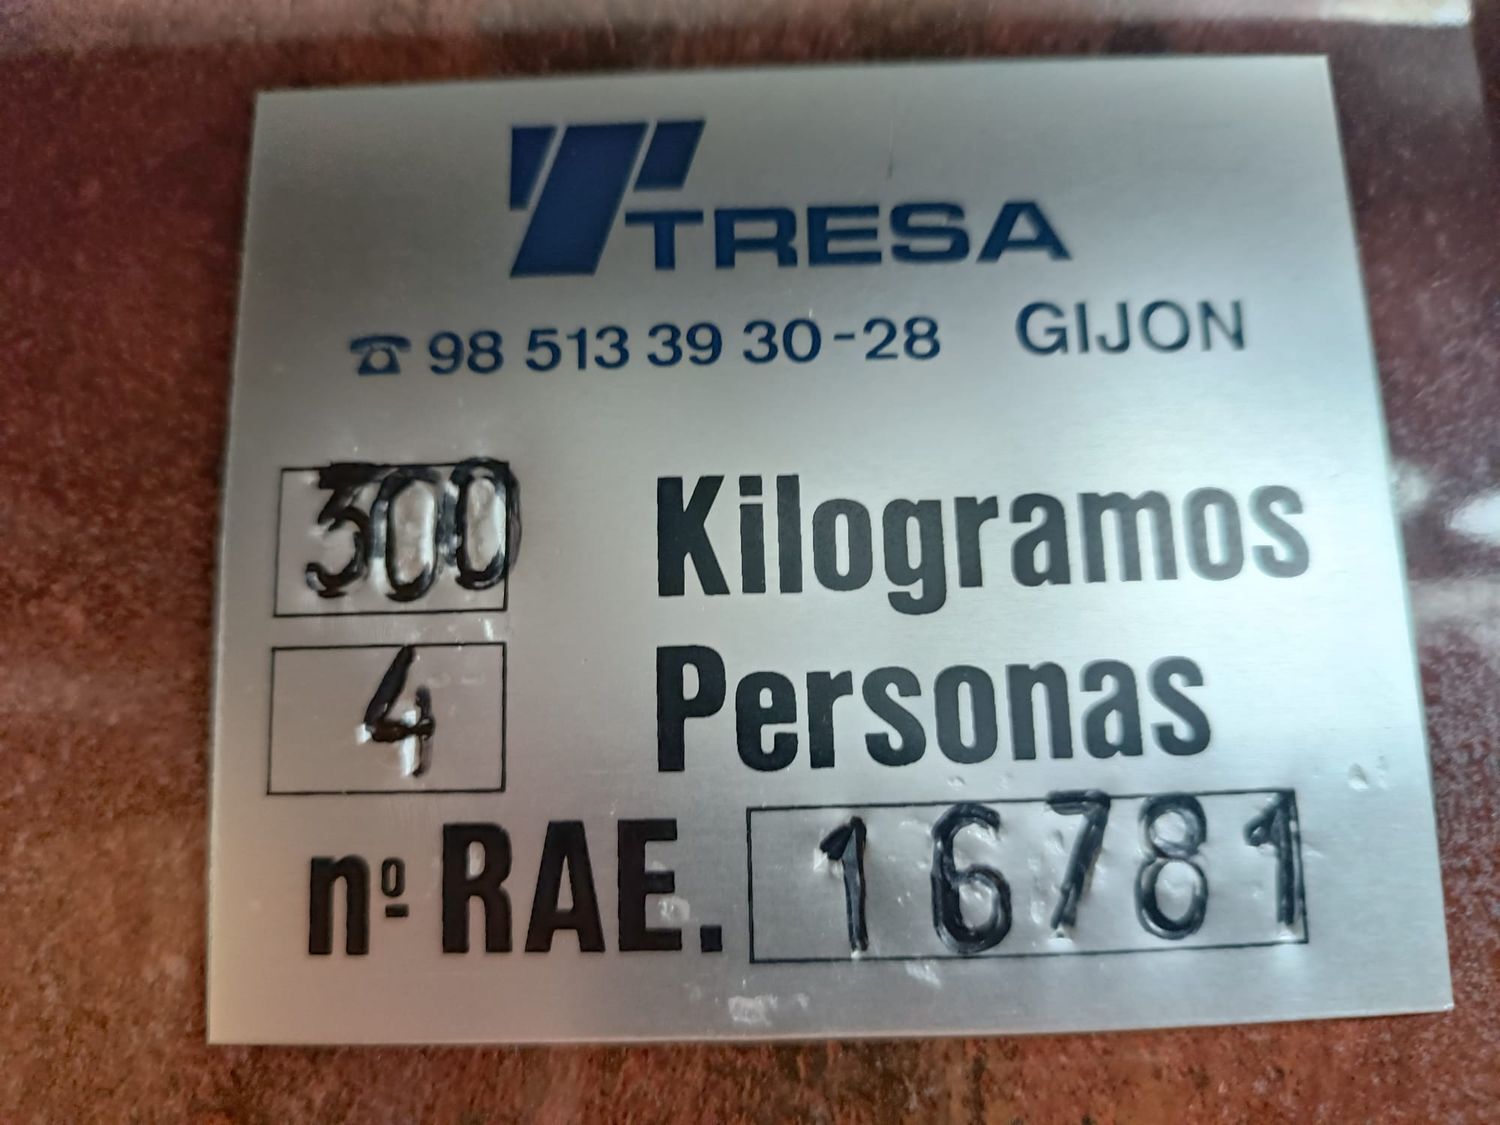 TRESA
☎ 98 513 39 30-28 GIJON
300 Kilogramos
4 Personas
nº RAE. 16781